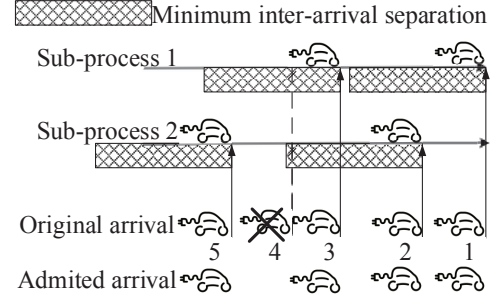 Minimum inter-arrival separation
Sub-process 1
Sub-process 2
Original arrival
5 4 3 2 1
Admited arrival